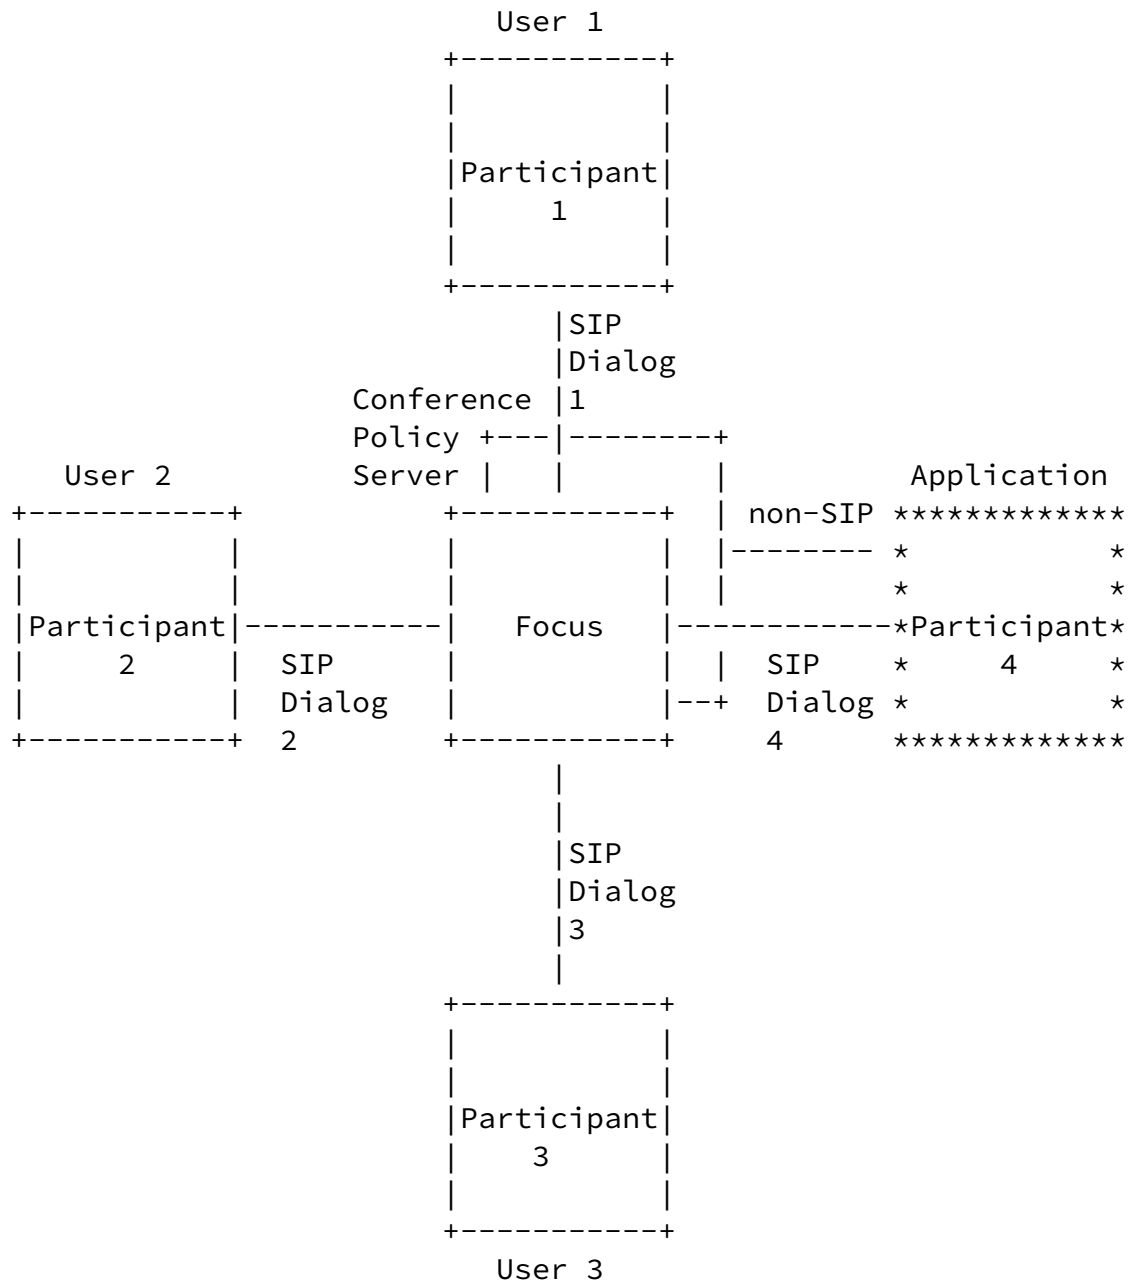 User 1
Participant
1
SIP
Dialog
Conference 1
Policy
User 2 Server Application
non-SIP
Participant Focus Participant
2 SIP SIP 4
Dialog Dialog
2 4
SIP
Dialog
3
Participant
3
User 3